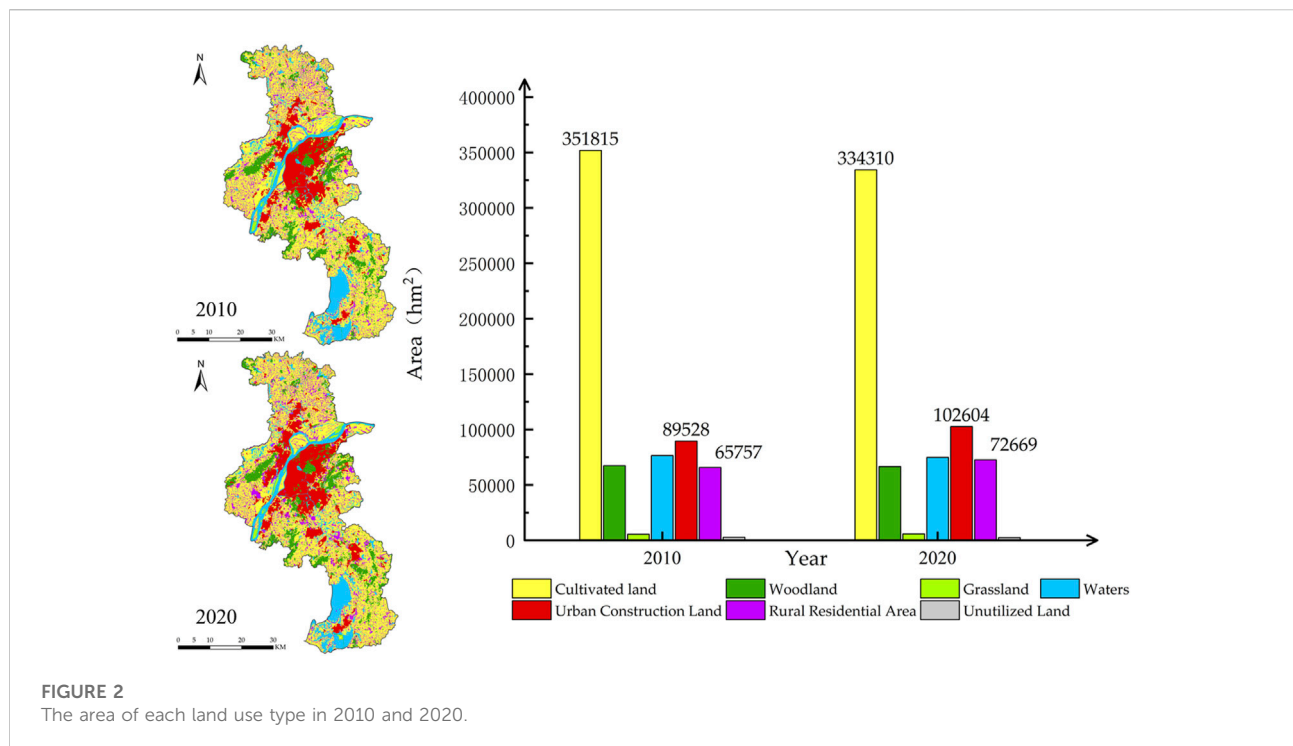 N
2010
0 5 10 20 30
KM
N
2020
0 5 10 20 30
KM
Area (hm²)
400000
350000
300000
250000
200000
150000
100000
50000
0
351815
89528
65757
334310
102604
72669
2010
Year
2020
Cultivated land
Woodland
Grassland
Waters
Urban Construction Land
Rural Residential Area
Unutilized Land
FIGURE 2
The area of each land use type in 2010 and 2020.